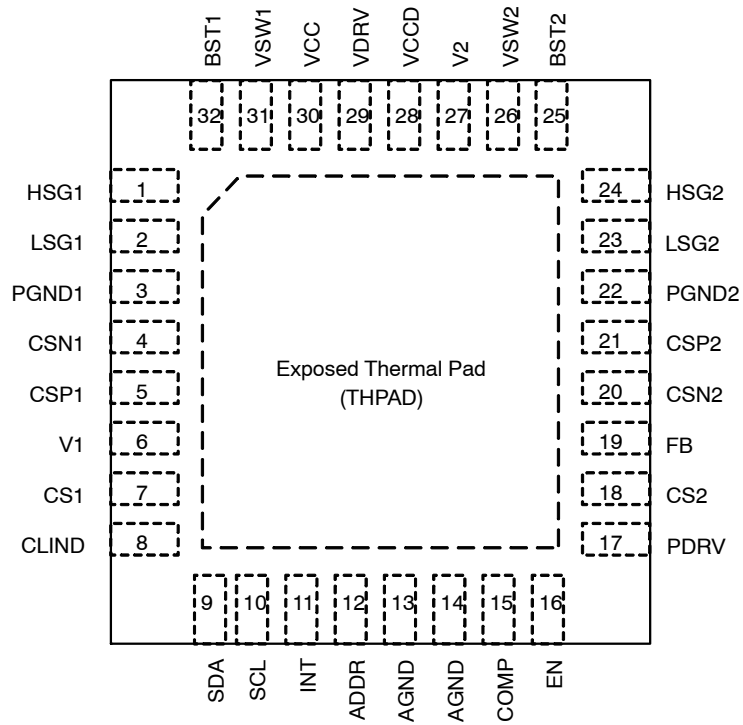 BST1
VSW1
VCC
VDRV
VCCD
V2
VSW2
BST2
32
31
30
29
28
27
26
25
HSG1
1
LSG1
2
PGND1
3
CSN1
4
CSP1
5
V1
6
CS1
7
CLIND
8
Exposed Thermal Pad
(THPAD)
24
HSG2
23
LSG2
22
PGND2
21
CSP2
20
CSN2
19
FB
18
CS2
17
PDRV
9
10
11
12
13
14
15
16
SDA
SCL
INT
ADDR
AGND
AGND
COMP
EN